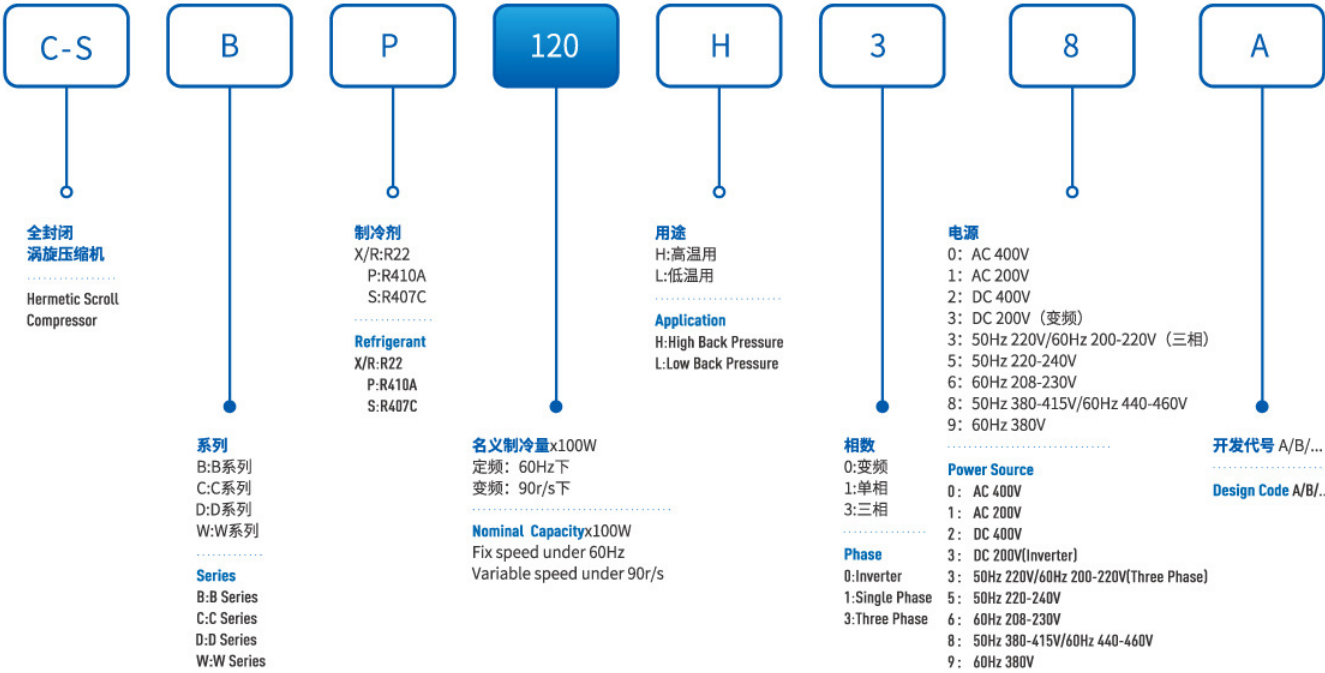 C-S
B
P
120
H
3
8
A
全封闭
涡旋压缩机
Hermetic Scroll
Compressor
系列
B:B系列
C:C系列
D:D系列
W:W系列
Series
B:B Series
C:C Series
D:D Series
W:W Series
制冷剂
X/R:R22
P:R410A
S:R407C
Refrigerant
X/R:R22
P:R410A
S:R407C
名义制冷量x100W
定频：60Hz下
变频：90r/s下
Nominal Capacityx100W
Fix speed under 60Hz
Variable speed under 90r/s
用途
H:高温用
L:低温用
Application
H:High Back Pressure
L:Low Back Pressure
相数
0:变频
1:单相
3:三相
Phase
0:Inverter
1:Single Phase
3:Three Phase
电源
0：AC 400V
1：AC 200V
2：DC 400V
3：DC 200V（变频）
3：50Hz 220V/60Hz 200-220V（三相）
5：50Hz 220-240V
6：60Hz 208-230V
8：50Hz 380-415V/60Hz 440-460V
9：60Hz 380V
Power Source
0： AC 400V
1： AC 200V
2： DC 400V
3： DC 200V(Inverter)
3： 50Hz 220V/60Hz 200-220V(Three Phase)
5： 50Hz 220-240V
6： 60Hz 208-230V
8： 50Hz 380-415V/60Hz 440-460V
9： 60Hz 380V
开发代号 A/B/...
Design Code A/B/..